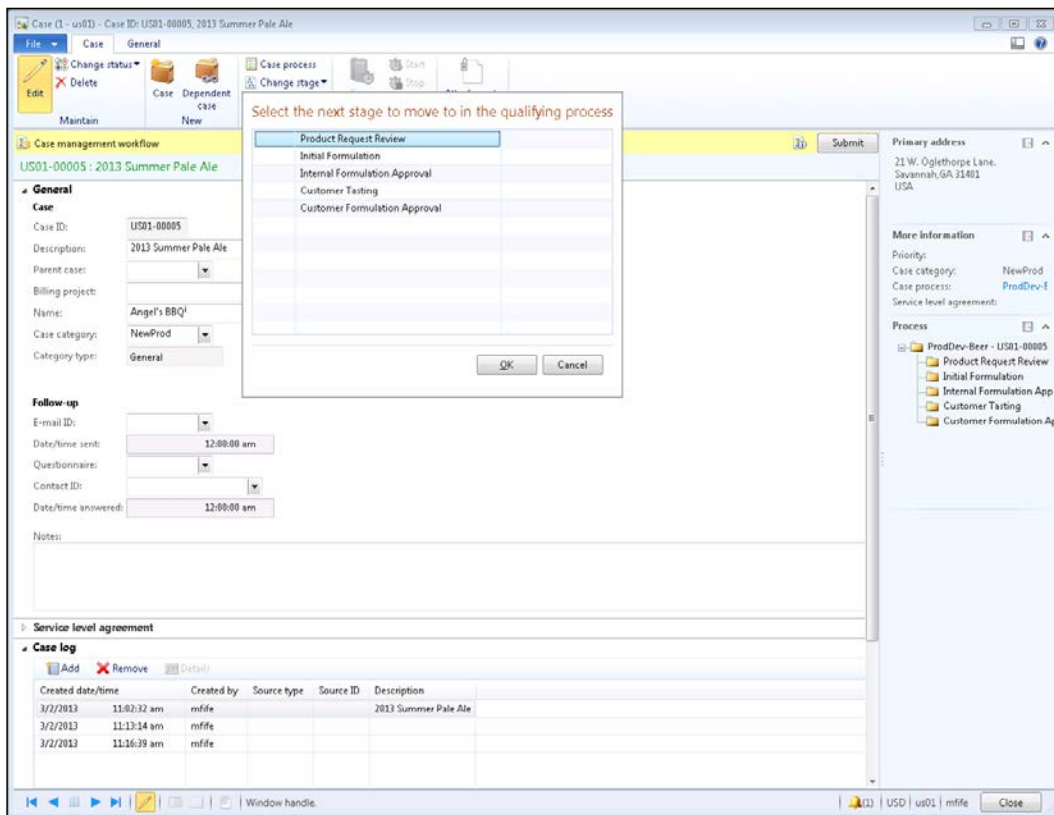 Case (1 - us01) - Case ID: US01-00005, 2013 Summer Pale Ale
File Case General
Edit
Change status
Delete
Maintain
Case
Dependent case
New
Case process
Change stage
Start
Stop
Select the next stage to move to in the qualifying process
Product Request Review
Initial Formulation
Internal Formulation Approval
Customer Tasting
Customer Formulation Approval
OK Cancel
Case management workflow
Submit
US01-00005 : 2013 Summer Pale Ale
General
Case
Case ID: US01-00005
Description: 2013 Summer Pale Ale
Parent case:
Billing project:
Name: Angel's BBQ
Case category: NewProd
Category type: General
Follow-up
E-mail ID:
Date/time sent: 12:00:00 am
Questionnaire:
Contact ID:
Date/time answered: 12:00:00 am
Notes:
Service level agreement
Case log
Add Remove Details
Created date/time Created by Source type Source ID Description
3/2/2013 11:02:32 am mfife 2013 Summer Pale Ale
3/2/2013 11:13:14 am mfife
3/2/2013 11:16:39 am mfife
Primary address
21 W. Oglethorpe Lane.
Savannah,GA 31401
USA
More information
Priority:
Case category: NewProd
Case process: ProdDev-B
Service level agreement:
Process
ProdDev-Beer - US01-00005
Product Request Review
Initial Formulation
Internal Formulation App
Customer Tasting
Customer Formulation Ap
Window handle.
(1) USD us01 mfife Close